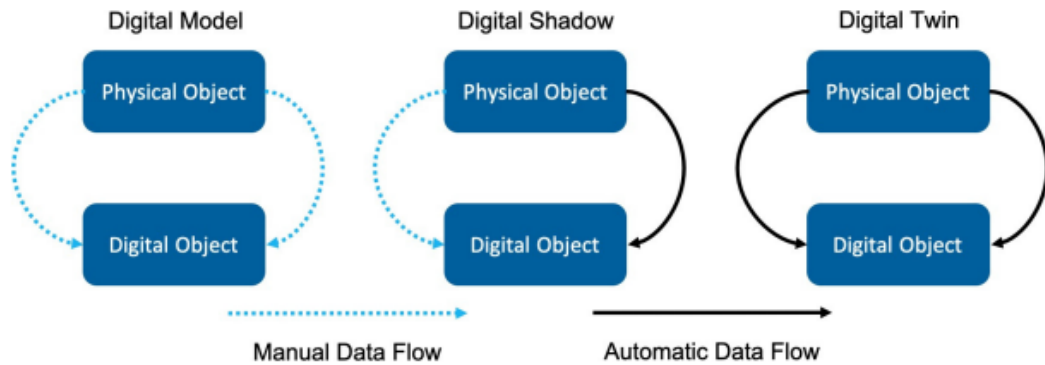 Digital Model
Digital Shadow
Digital Twin
Physical Object
Physical Object
Physical Object
Digital Object
Digital Object
Digital Object
Manual Data Flow
Automatic Data Flow